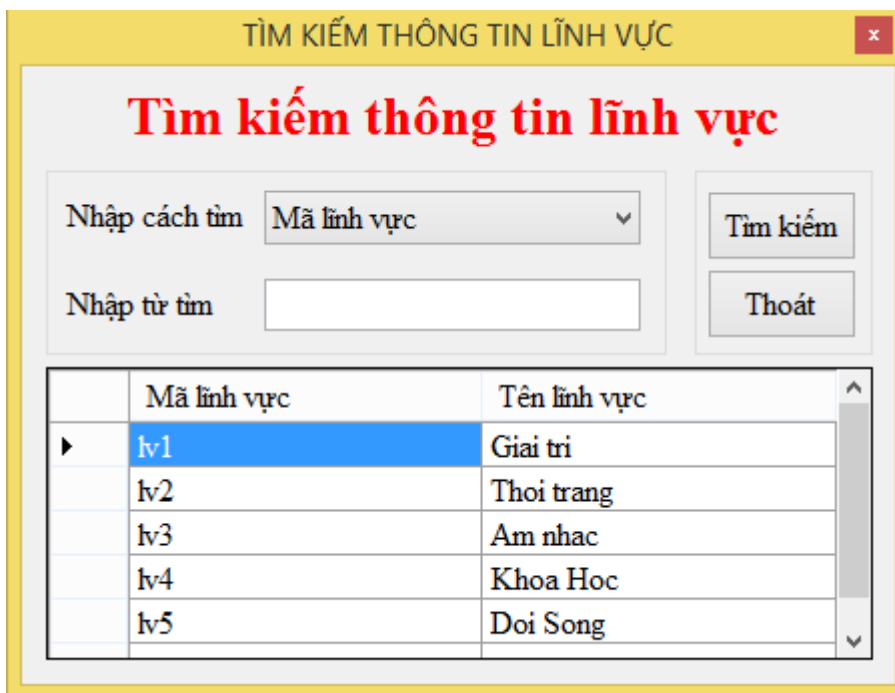 TÌM KIẾM THÔNG TIN LĨNH VỰC
x
Tìm kiếm thông tin lĩnh vực
Nhập cách tìm Mã lĩnh vực Tìm kiếm
Nhập từ tìm Thoát
Mã lĩnh vực Tên lĩnh vực
lv1 Giai tri
lv2 Thoi trang
lv3 Am nhac
lv4 Khoa Hoc
lv5 Doi Song